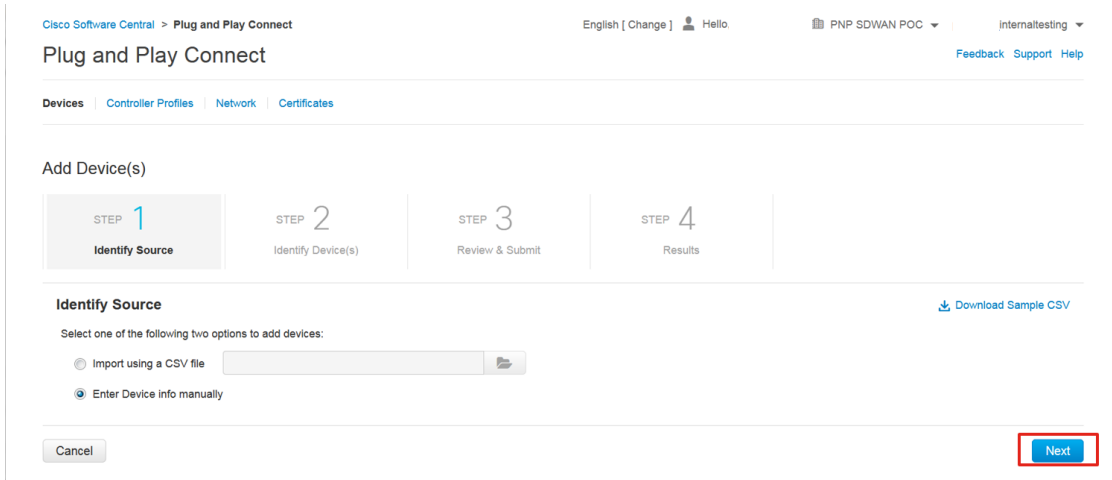 Cisco Software Central > Plug and Play Connect English [ Change ] Hello, PNP SDWAN POC internaltesting
Plug and Play Connect Feedback Support Help
Devices Controller Profiles Network Certificates
Add Device(s)
STEP 1 STEP 2 STEP 3 STEP 4
Identify Source Identify Device(s) Review & Submit Results
Identify Source Download Sample CSV
Select one of the following two options to add devices:
Import using a CSV file
Enter Device info manually
Cancel Next